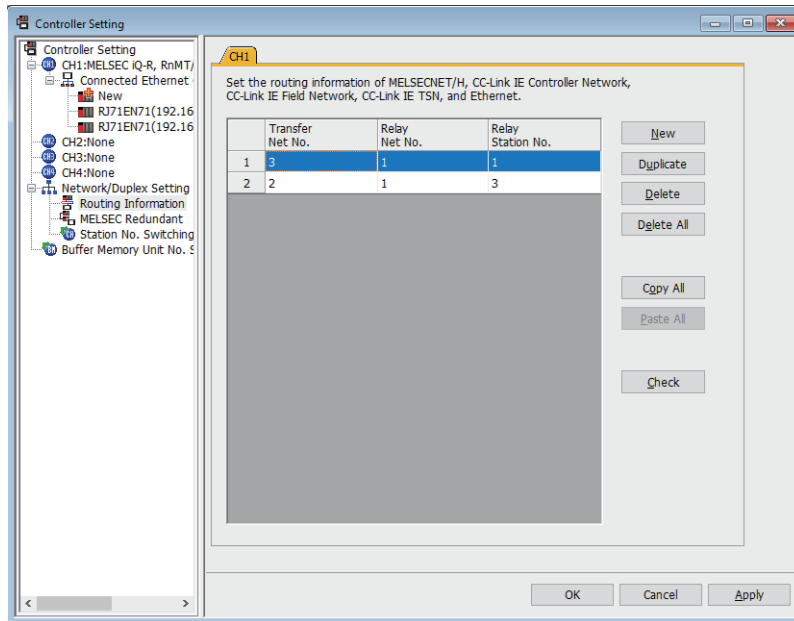 Controller Setting
Controller Setting
CH1:MELSEC iQ-R, RnMT/
Connected Ethernet
New
RJ71EN71(192.16
RJ71EN71(192.16
CH2:None
CH3:None
CH4:None
Network/Duplex Setting
Routing Information
MELSEC Redundant
Station No. Switching
Buffer Memory Unit No. S
CH1
Set the routing information of MELSECNET/H, CC-Link IE Controller Network,
CC-Link IE Field Network, CC-Link IE TSN, and Ethernet.
Transfer Net No. Relay Net No. Relay Station No.
1 3 1 1
2 2 1 3
New
Duplicate
Delete
Delete All
Copy All
Paste All
Check
OK Cancel Apply